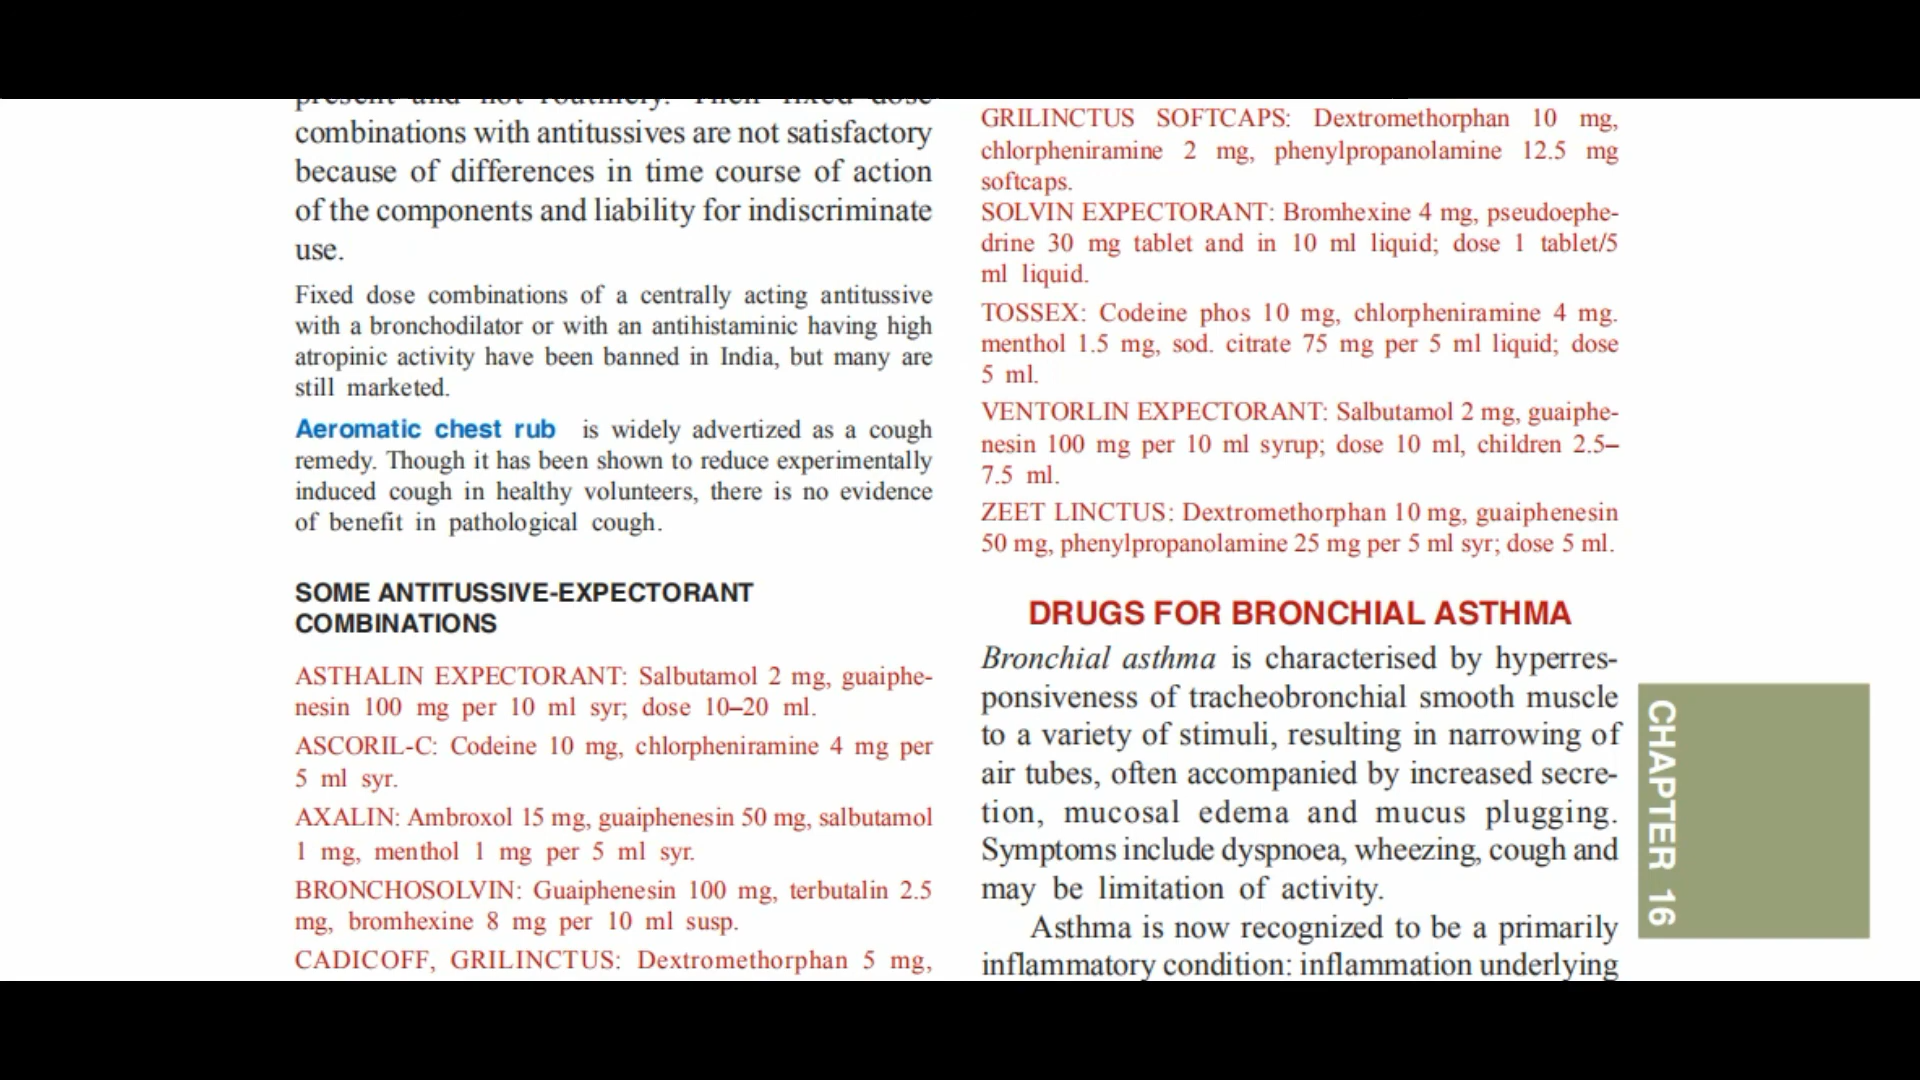 present and not routinely. Their fixed dose
combinations with antitussives are not satisfactory
because of differences in time course of action
of the components and liability for indiscriminate
use.
Fixed dose combinations of a centrally acting antitussive
with a bronchodilator or with an antihistaminic having high
atropinic activity have been banned in India, but many are
still marketed.
Aeromatic chest rub is widely advertized as a cough
remedy. Though it has been shown to reduce experimentally
induced cough in healthy volunteers, there is no evidence
of benefit in pathological cough.
SOME ANTITUSSIVE-EXPECTORANT
COMBINATIONS
ASTHALIN EXPECTORANT: Salbutamol 2 mg, guaiphe-
nesin 100 mg per 10 ml syr; dose 10–20 ml.
ASCORIL-C: Codeine 10 mg, chlorpheniramine 4 mg per
5 ml syr.
AXALIN: Ambroxol 15 mg, guaiphenesin 50 mg, salbutamol
1 mg, menthol 1 mg per 5 ml syr.
BRONCHOSOLVIN: Guaiphenesin 100 mg, terbutalin 2.5
mg, bromhexine 8 mg per 10 ml susp.
CADICOFF, GRILINCTUS: Dextromethorphan 5 mg,
GRILINCTUS SOFTCAPS: Dextromethorphan 10 mg,
chlorpheniramine 2 mg, phenylpropanolamine 12.5 mg
softcaps.
SOLVIN EXPECTORANT: Bromhexine 4 mg, pseudoephe-
drine 30 mg tablet and in 10 ml liquid; dose 1 tablet/5
ml liquid.
TOSSEX: Codeine phos 10 mg, chlorpheniramine 4 mg.
menthol 1.5 mg, sod. citrate 75 mg per 5 ml liquid; dose
5 ml.
VENTORLIN EXPECTORANT: Salbutamol 2 mg, guaiphe-
nesin 100 mg per 10 ml syrup; dose 10 ml, children 2.5–
7.5 ml.
ZEET LINCTUS: Dextromethorphan 10 mg, guaiphenesin
50 mg, phenylpropanolamine 25 mg per 5 ml syr; dose 5 ml.
DRUGS FOR BRONCHIAL ASTHMA
Bronchial asthma is characterised by hyperres-
ponsiveness of tracheobronchial smooth muscle
to a variety of stimuli, resulting in narrowing of
air tubes, often accompanied by increased secre-
tion, mucosal edema and mucus plugging.
Symptoms include dyspnoea, wheezing, cough and
may be limitation of activity.
Asthma is now recognized to be a primarily
inflammatory condition: inflammation underlying
CHAPTER 16